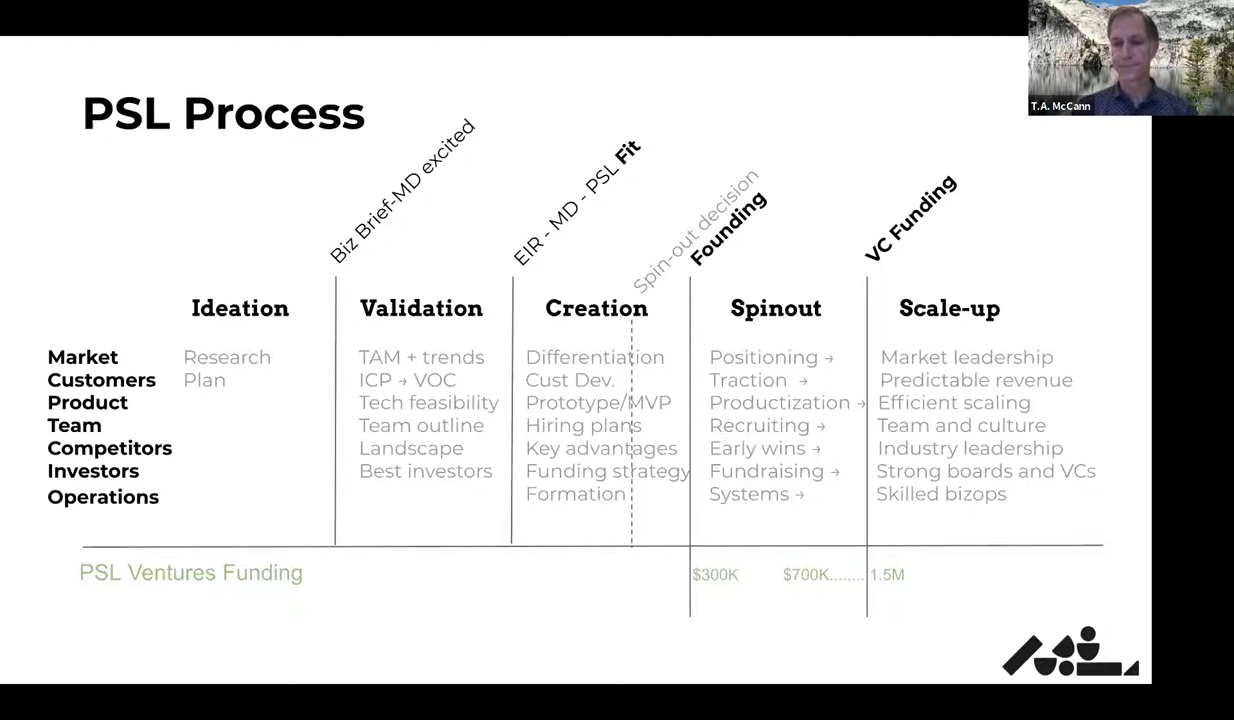 T.A. McCann
PSL Process
Biz Brief-MD excited
EIR - MD - PSL Fit
Spin-out decision
Founding
VC Funding
Ideation Validation Creation Spinout Scale-up
Market Research TAM + trends Differentiation Positioning → Market leadership
Customers Plan ICP → VOC Cust Dev. Traction → Predictable revenue
Product Tech feasibility Prototype/MVP Productization → Efficient scaling
Team Team outline Hiring plans Recruiting → Team and culture
Competitors Landscape Key advantages Early wins → Industry leadership
Investors Best investors Funding strategy Fundraising → Strong boards and VCs
Operations Formation Systems → Skilled bizops
PSL Ventures Funding $300K $700K........ 1.5M